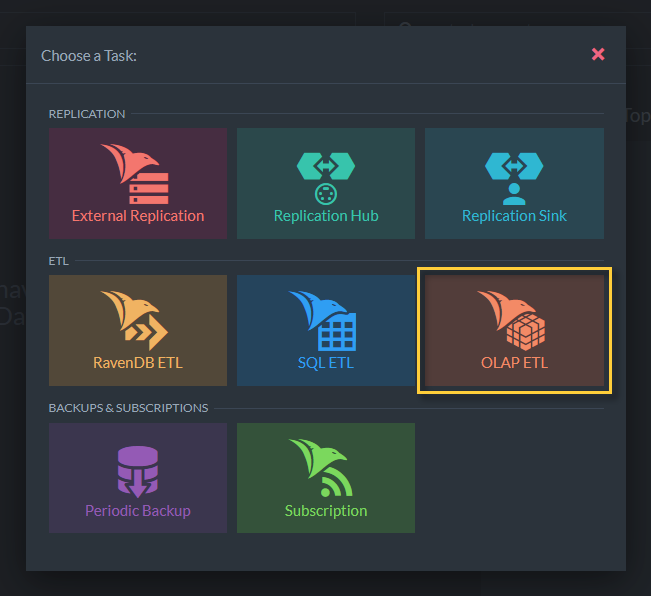 Choose a Task:
REPLICATION
External Replication
Replication Hub
Replication Sink
Top
ETL
RavenDB ETL
SQL ETL
OLAP ETL
BACKUPS & SUBSCRIPTIONS
Periodic Backup
Subscription